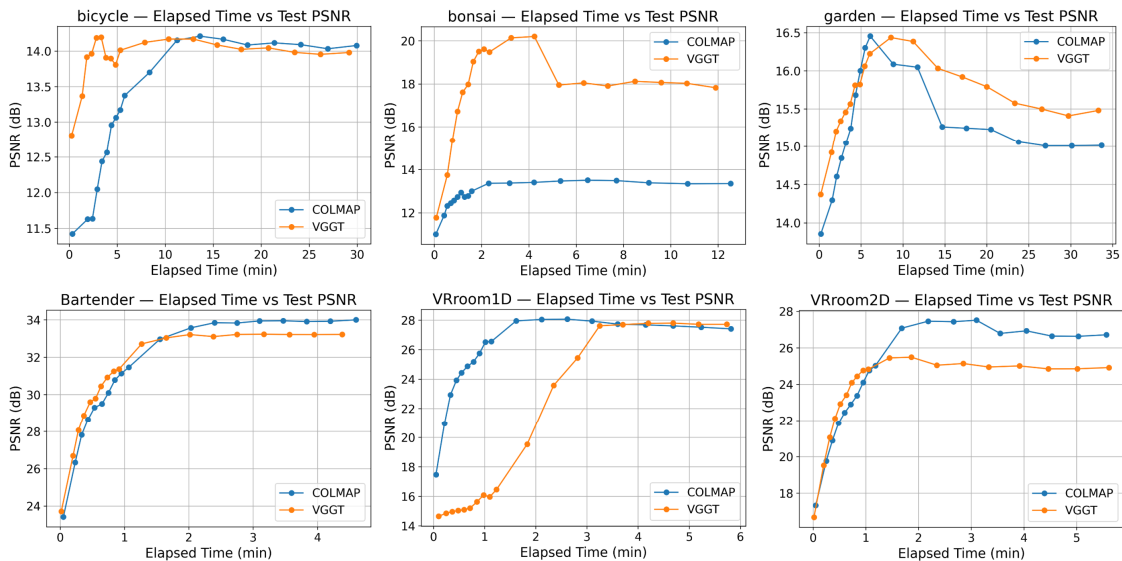 bicycle — Elapsed Time vs Test PSNR
PSNR (dB)
14.0
13.5
13.0
12.5
12.0
11.5
0 5 10 15 20 25 30
Elapsed Time (min)
COLMAP
VGGT
bonsai — Elapsed Time vs Test PSNR
PSNR (dB)
20
18
16
14
12
0 2 4 6 8 10 12
Elapsed Time (min)
COLMAP
VGGT
garden — Elapsed Time vs Test PSNR
PSNR (dB)
16.5
16.0
15.5
15.0
14.5
14.0
0 5 10 15 20 25 30 35
Elapsed Time (min)
COLMAP
VGGT
Bartender — Elapsed Time vs Test PSNR
PSNR (dB)
34
32
30
28
26
24
0 1 2 3 4
Elapsed Time (min)
COLMAP
VGGT
VRroom1D — Elapsed Time vs Test PSNR
PSNR (dB)
28
26
24
22
20
18
16
14
0 1 2 3 4 5 6
Elapsed Time (min)
COLMAP
VGGT
VRroom2D — Elapsed Time vs Test PSNR
PSNR (dB)
28
26
24
22
20
18
0 1 2 3 4 5
Elapsed Time (min)
COLMAP
VGGT